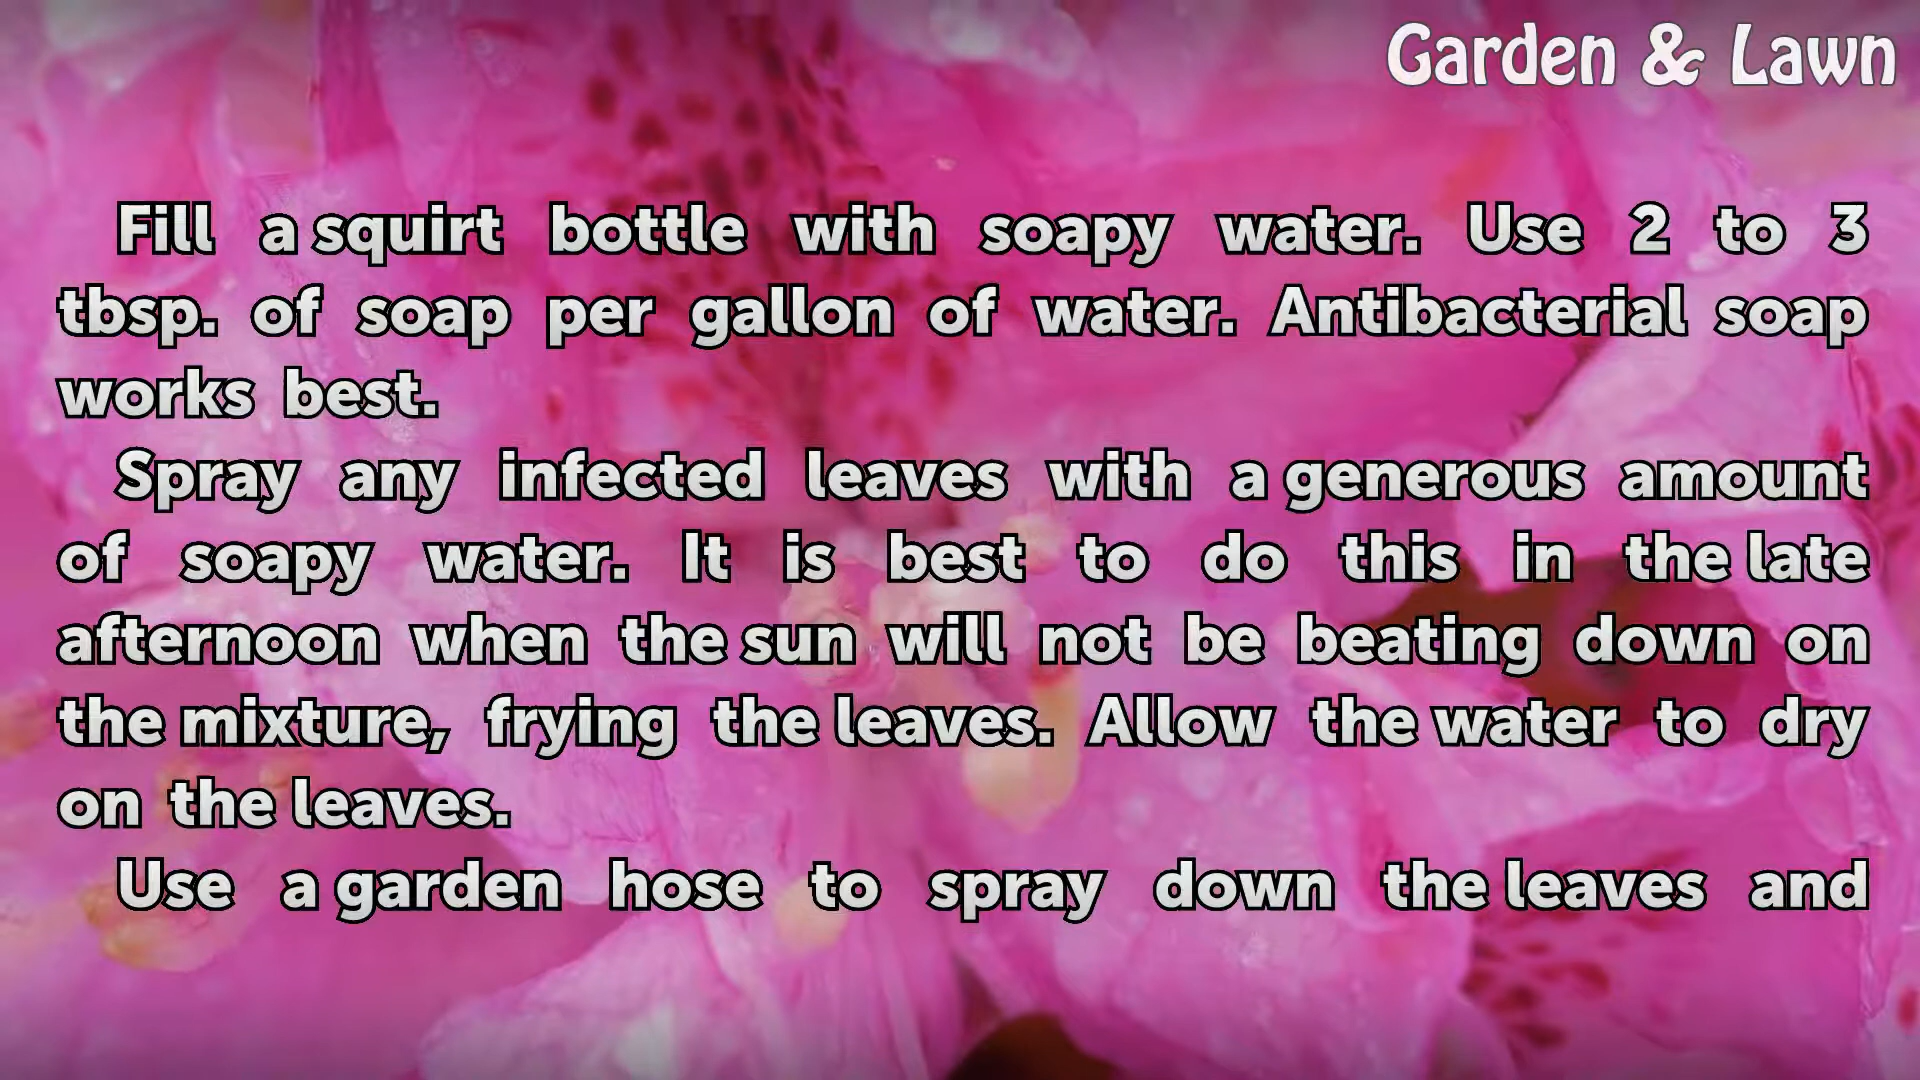 Garden & Lawn
Fill a squirt bottle with soapy water. Use 2 to 3
tbsp. of soap per gallon of water. Antibacterial soap
works best.
Spray any infected leaves with a generous amount
of soapy water. It is best to do this in the late
afternoon when the sun will not be beating down on
the mixture, frying the leaves. Allow the water to dry
on the leaves.
Use a garden hose to spray down the leaves and